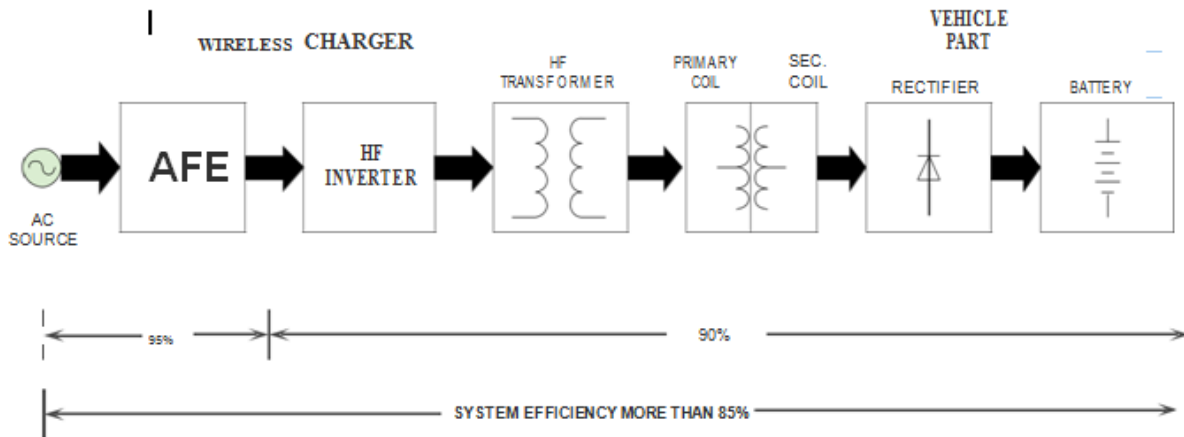 WIRELESS CHARGER
VEHICLE
PART
HF
TRANSFORMER
PRIMARY
COIL
SEC.
COIL
RECTIFIER
BATTERY
AFE
HF
INVERTER
AC
SOURCE
95%
90%
SYSTEM EFFICIENCY MORE THAN 85%